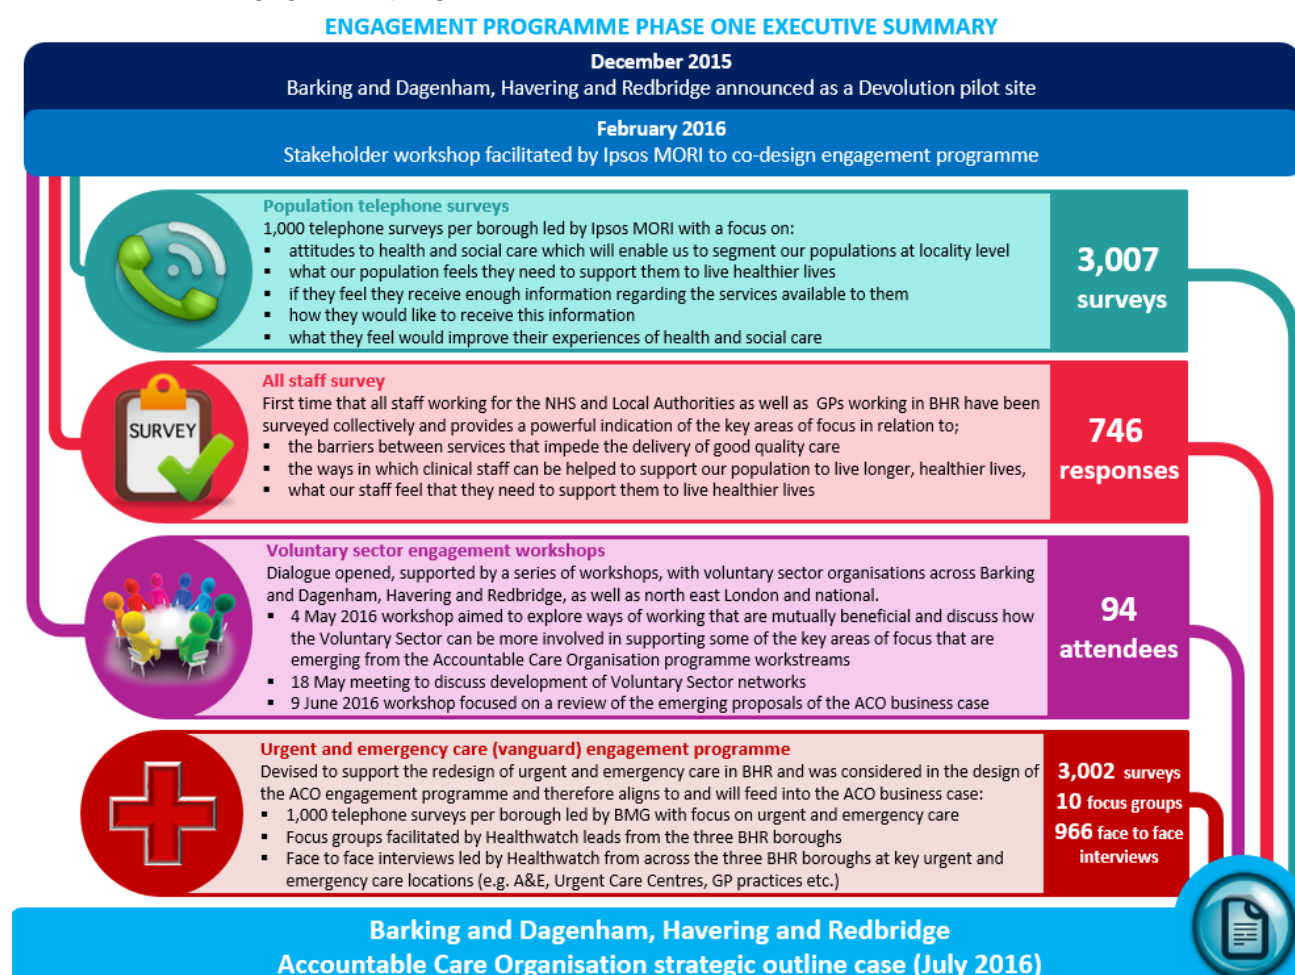 ENGAGEMENT PROGRAMME PHASE ONE EXECUTIVE SUMMARY
December 2015
Barking and Dagenham, Havering and Redbridge announced as a Devolution pilot site
February 2016
Stakeholder workshop facilitated by Ipsos MORI to co-design engagement programme
Population telephone surveys
1,000 telephone surveys per borough led by Ipsos MORI with a focus on:
▪ attitudes to health and social care which will enable us to segment our populations at locality level
▪ what our population feels they need to support them to live healthier lives
▪ if they feel they receive enough information regarding the services available to them
▪ how they would like to receive this information
▪ what they feel would improve their experiences of health and social care
3,007
surveys
SURVEY
All staff survey
First time that all staff working for the NHS and Local Authorities as well as GPs working in BHR have been
surveyed collectively and provides a powerful indication of the key areas of focus in relation to;
▪ the barriers between services that impede the delivery of good quality care
▪ the ways in which clinical staff can be helped to support our population to live longer, healthier lives,
▪ what our staff feel that they need to support them to live healthier lives
746
responses
Voluntary sector engagement workshops
Dialogue opened, supported by a series of workshops, with voluntary sector organisations across Barking
and Dagenham, Havering and Redbridge, as well as north east London and national.
▪ 4 May 2016 workshop aimed to explore ways of working that are mutually beneficial and discuss how
the Voluntary Sector can be more involved in supporting some of the key areas of focus that are
emerging from the Accountable Care Organisation programme workstreams
▪ 18 May meeting to discuss development of Voluntary Sector networks
▪ 9 June 2016 workshop focused on a review of the emerging proposals of the ACO business case
94
attendees
Urgent and emergency care (vanguard) engagement programme
Devised to support the redesign of urgent and emergency care in BHR and was considered in the design of
the ACO engagement programme and therefore aligns to and will feed into the ACO business case:
▪ 1,000 telephone surveys per borough led by BMG with focus on urgent and emergency care
▪ Focus groups facilitated by Healthwatch leads from the three BHR boroughs
▪ Face to face interviews led by Healthwatch from across the three BHR boroughs at key urgent and
emergency care locations (e.g. A&E, Urgent Care Centres, GP practices etc.)
3,002 surveys
10 focus groups
966 face to face
interviews
Barking and Dagenham, Havering and Redbridge
Accountable Care Organisation strategic outline case (July 2016)